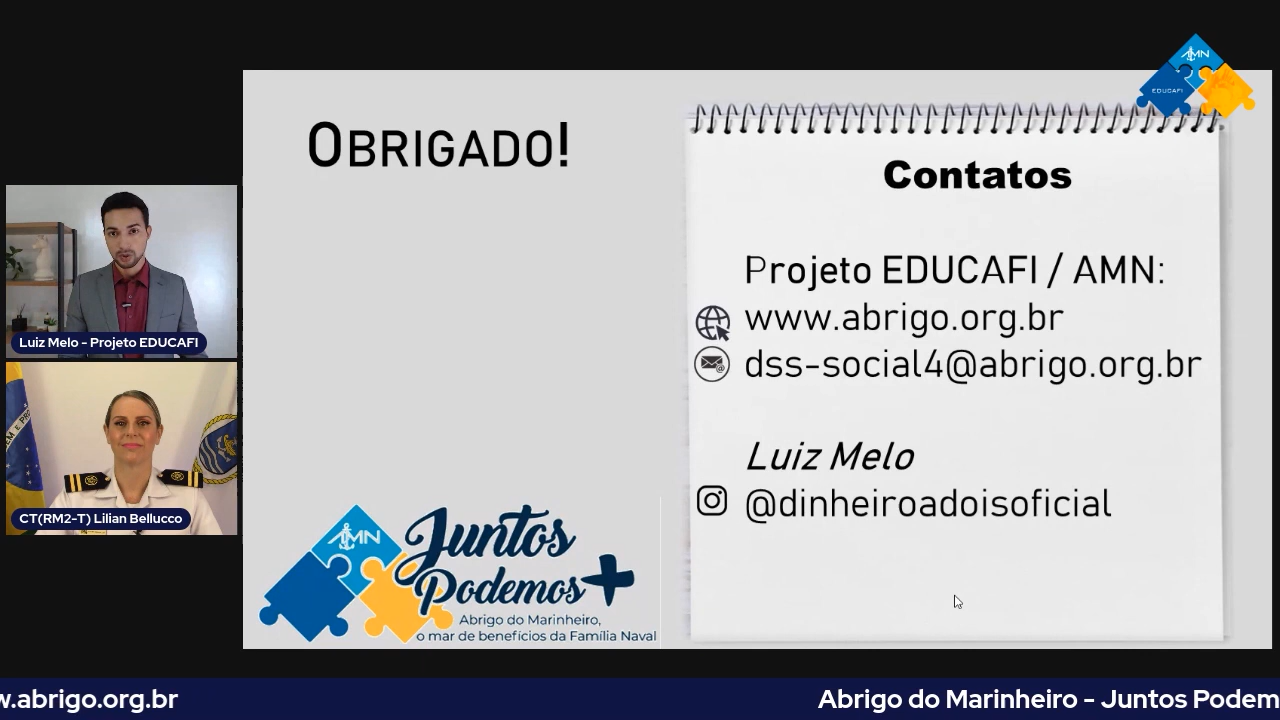 AMN
EDUCAFI
OBRIGADO!
Contatos
Projeto EDUCAFI / AMN:
www.abrigo.org.br
dss-social4@abrigo.org.br
Luiz Melo
@dinheiroadoisoficial
Luiz Melo - Projeto EDUCAFI
CT(RM2-T) Lilian Bellucco
AMN
Juntos
Podemos+
Abrigo do Marinheiro,
o mar de benefícios da Família Naval
w.abrigo.org.br
Abrigo do Marinheiro - Juntos Podem